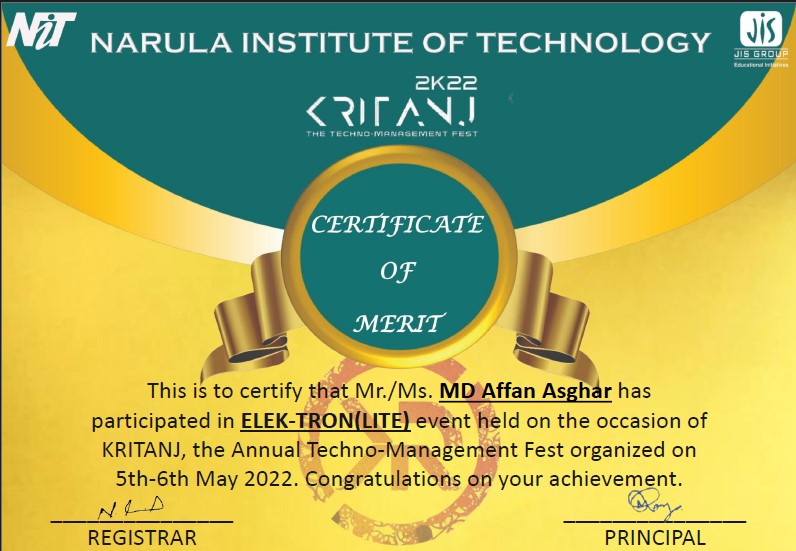 NiT
NARULA INSTITUTE OF TECHNOLOGY
JIS
JIS GROUP
Educational Initiatives
2K22
KRITANJ
THE TECHNO-MANAGEMENT FEST
CERTIFICATE
OF
MERIT
This is to certify that Mr./Ms. MD Affan Asghar has
participated in ELEK-TRON(LITE) event held on the occasion of
KRITANJ, the Annual Techno-Management Fest organized on
5th-6th May 2022. Congratulations on your achievement.
REGISTRAR
PRINCIPAL